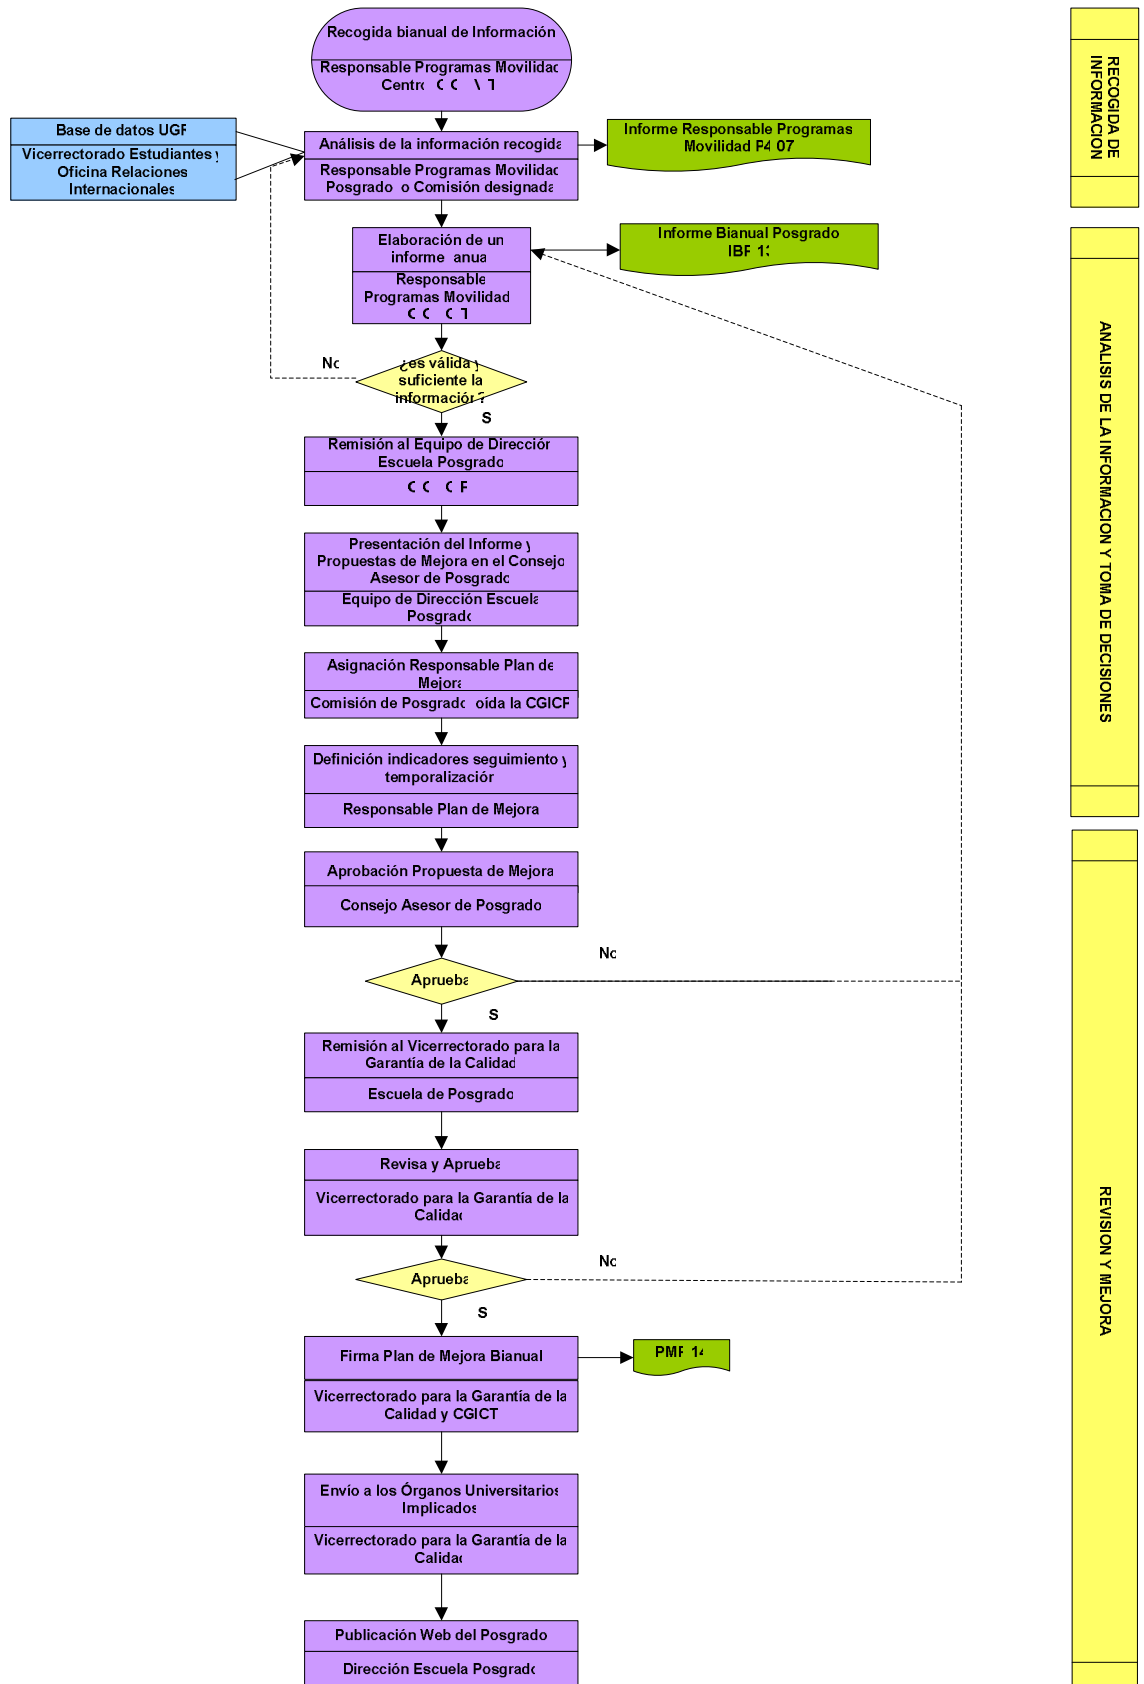 Recogida bianual de Información
Responsable Programas Movilidad
Centro
Base de datos UGR
Vicerrectorado Estudiantes y
Oficina Relaciones
Internacionales
Análisis de la información recogida
Responsable Programas Movilidad
Posgrado o Comisión designada
Informe Responsable Programas
Movilidad P4 07
Elaboración de un
informe anual
Responsable
Programas Movilidad
Informe Bianual Posgrado
¿es válida y
suficiente la
información?
No
S
Remisión al Equipo de Dirección
Escuela Posgrado
Presentación del Informe y
Propuestas de Mejora en el Consejo
Asesor de Posgrado
Equipo de Dirección Escuela
Posgrado
Asignación Responsable Plan de
Mejora
Comisión de Posgrado oída la CGICP
Definición indicadores seguimiento y
temporalización
Responsable Plan de Mejora
Aprobación Propuesta de Mejora
Consejo Asesor de Posgrado
Aprueba
No
S
Remisión al Vicerrectorado para la
Garantía de la Calidad
Escuela de Posgrado
Revisa y Aprueba
Vicerrectorado para la Garantía de la
Calidad
Aprueba
No
S
Firma Plan de Mejora Bianual
Vicerrectorado para la Garantía de la
Calidad y CGICT
PMP 14
Envío a los Órganos Universitarios
Implicados
Vicerrectorado para la Garantía de la
Calidad
Publicación Web del Posgrado
Dirección Escuela Posgrado
RECOGIDA DE
INFORMACION
ANALISIS DE LA INFORMACION Y TOMA DE DECISIONES
REVISION Y MEJORA